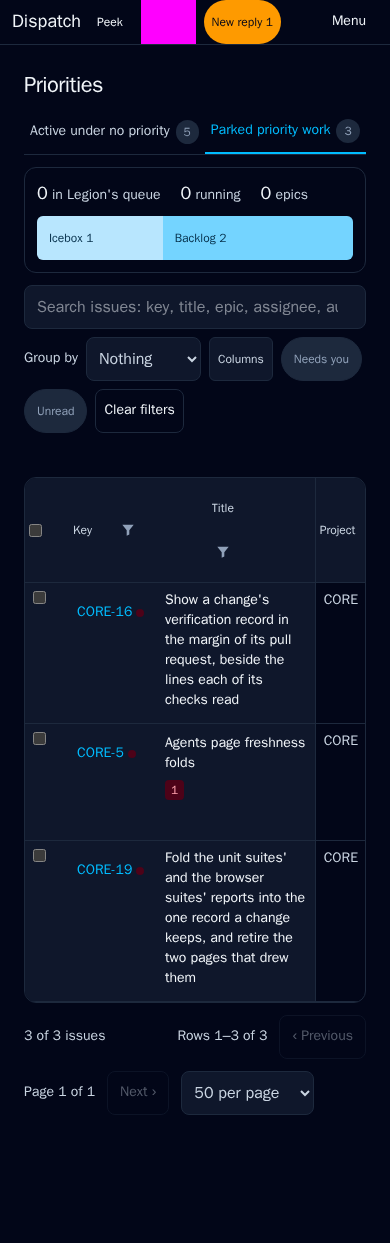 Dispatch Peek New reply 1 Menu
Priorities
Active under no priority 5 Parked priority work 3
0 in Legion's queue 0 running 0 epics
Icebox 1 Backlog 2
Search issues: key, title, epic, assignee, au
Group by Nothing Columns Needs you
Unread Clear filters
Title
Key Project
CORE-16 Show a change's CORE
verification record in
the margin of its pull
request, beside the
lines each of its
checks read
CORE-5 Agents page freshness CORE
folds
1
CORE-19 Fold the unit suites' CORE
and the browser
suites' reports into the
one record a change
keeps, and retire the
two pages that drew
them
3 of 3 issues Rows 1–3 of 3 ‹ Previous
Page 1 of 1 Next › 50 per page